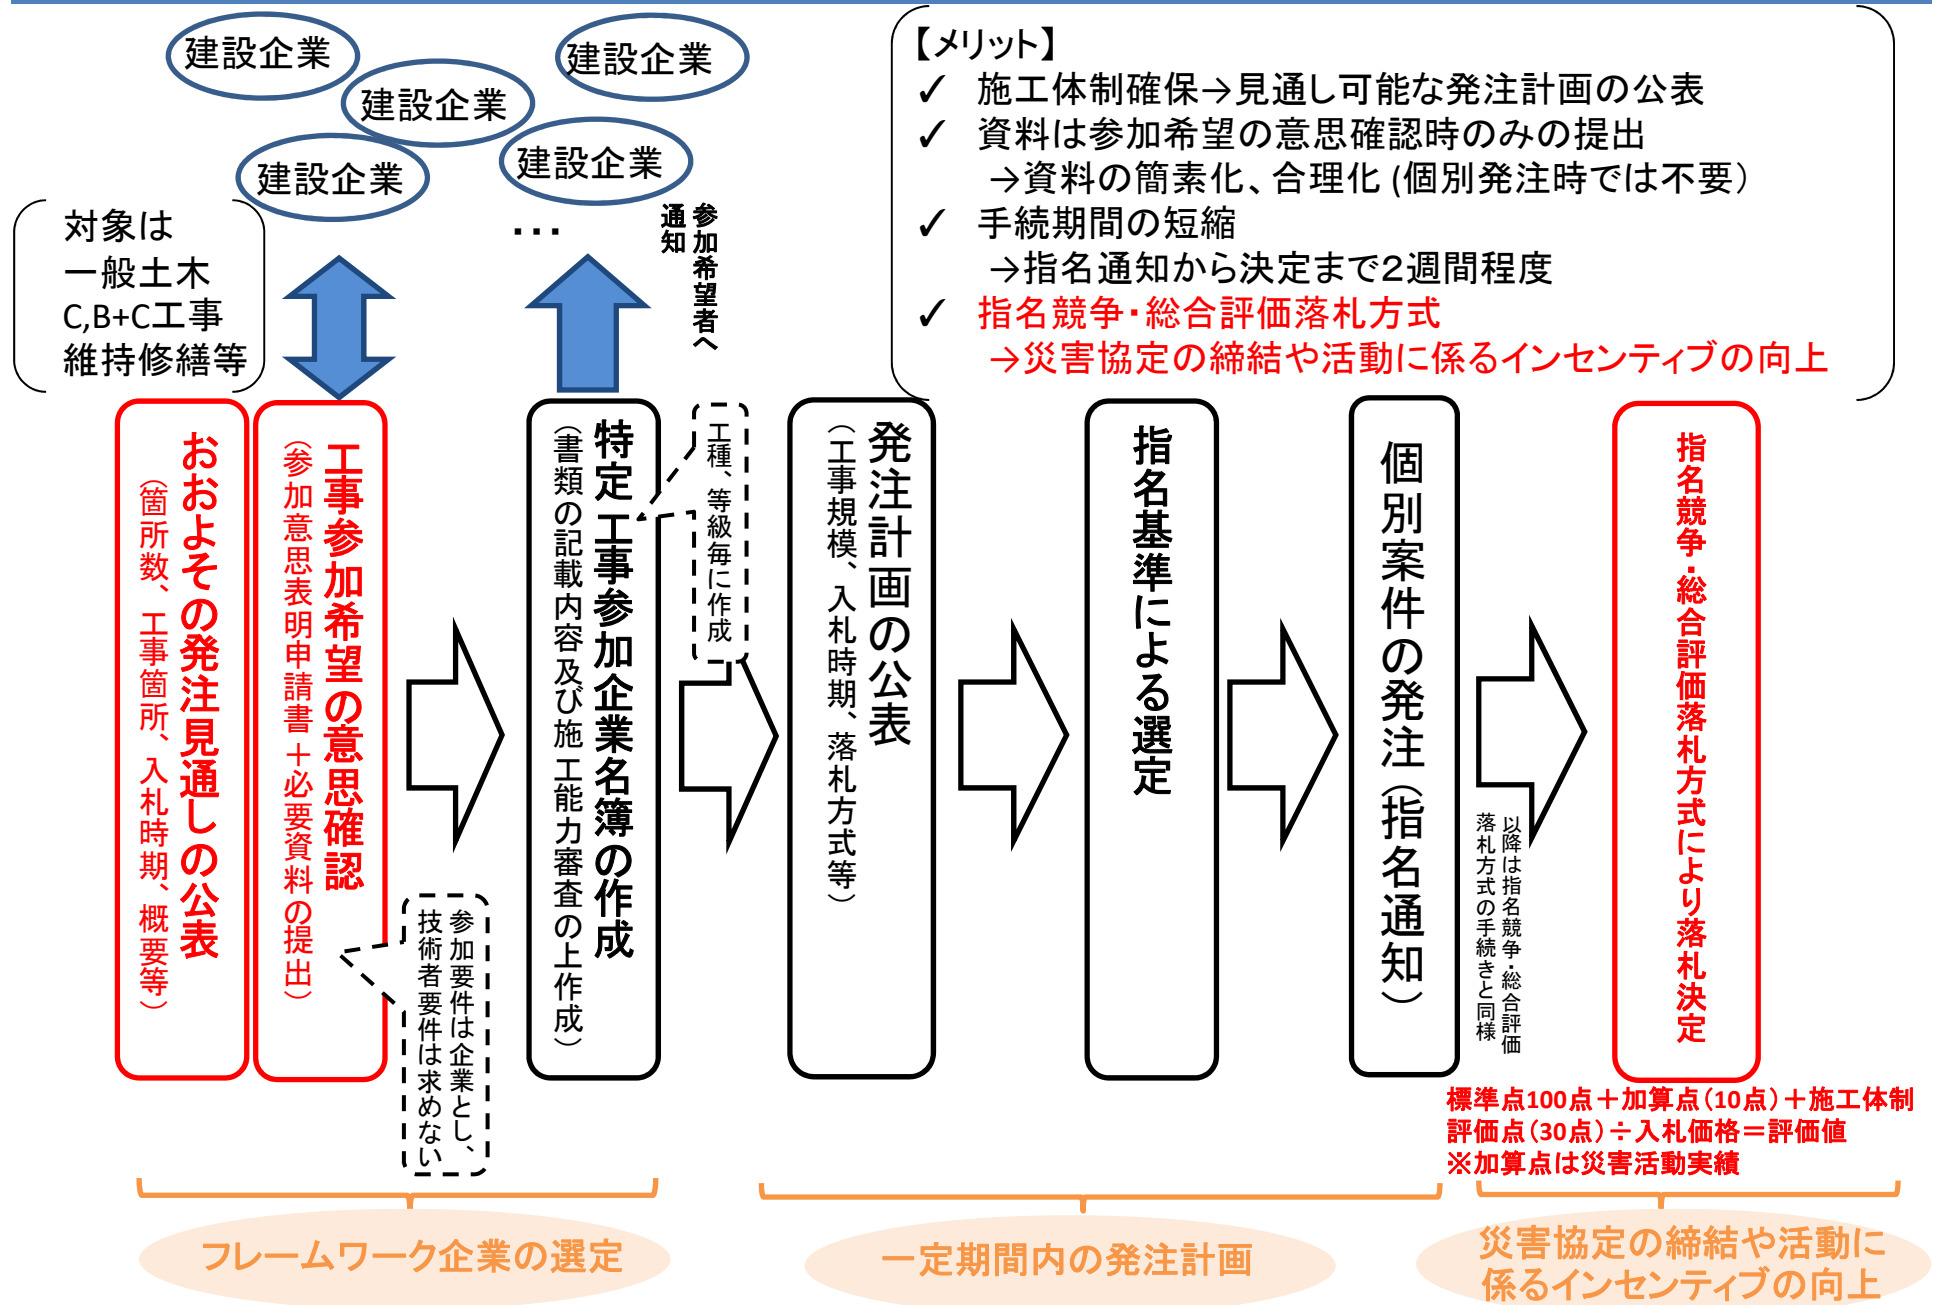 建設企業
建設企業
建設企業
建設企業
建設企業
・・・
対象は
一般土木
C,B+C工事
維持修繕等
参加希望者へ
通知
【メリット】
✓ 施工体制確保→見通し可能な発注計画の公表
✓ 資料は参加希望の意思確認時のみの提出
→資料の簡素化、合理化 (個別発注時では不要）
✓ 手続期間の短縮
→指名通知から決定まで２週間程度
✓ 指名競争・総合評価落札方式
→災害協定の締結や活動に係るインセンティブの向上
おおよその発注見通しの公表
（箇所数、工事箇所、入札時期、概要等）
工事参加希望の意思確認
（参加意思表明申請書＋必要資料の提出）
参加要件は企業とし、
技術者要件は求めない
特定工事参加企業名簿の作成
（書類の記載内容及び施工能力審査の上作成）
工種、等級毎に作成
発注計画の公表
（工事規模、入札時期、落札方式等）
指名基準による選定
個別案件の発注（指名通知）
以降は指名競争・総合評価
落札方式の手続きと同様
指名競争・総合評価落札方式により落札決定
標準点100点＋加算点（10点）＋施工体制
評価点（30点）÷入札価格＝評価値
※加算点は災害活動実績
フレームワーク企業の選定
一定期間内の発注計画
災害協定の締結や活動に
係るインセンティブの向上